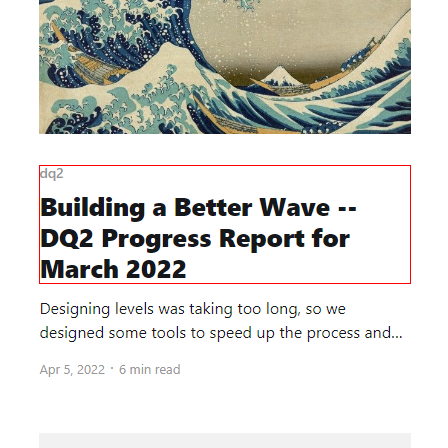 dq2
Building a Better Wave --
DQ2 Progress Report for
March 2022
Designing levels was taking too long, so we
designed some tools to speed up the process and...
Apr 5, 2022 · 6 min read